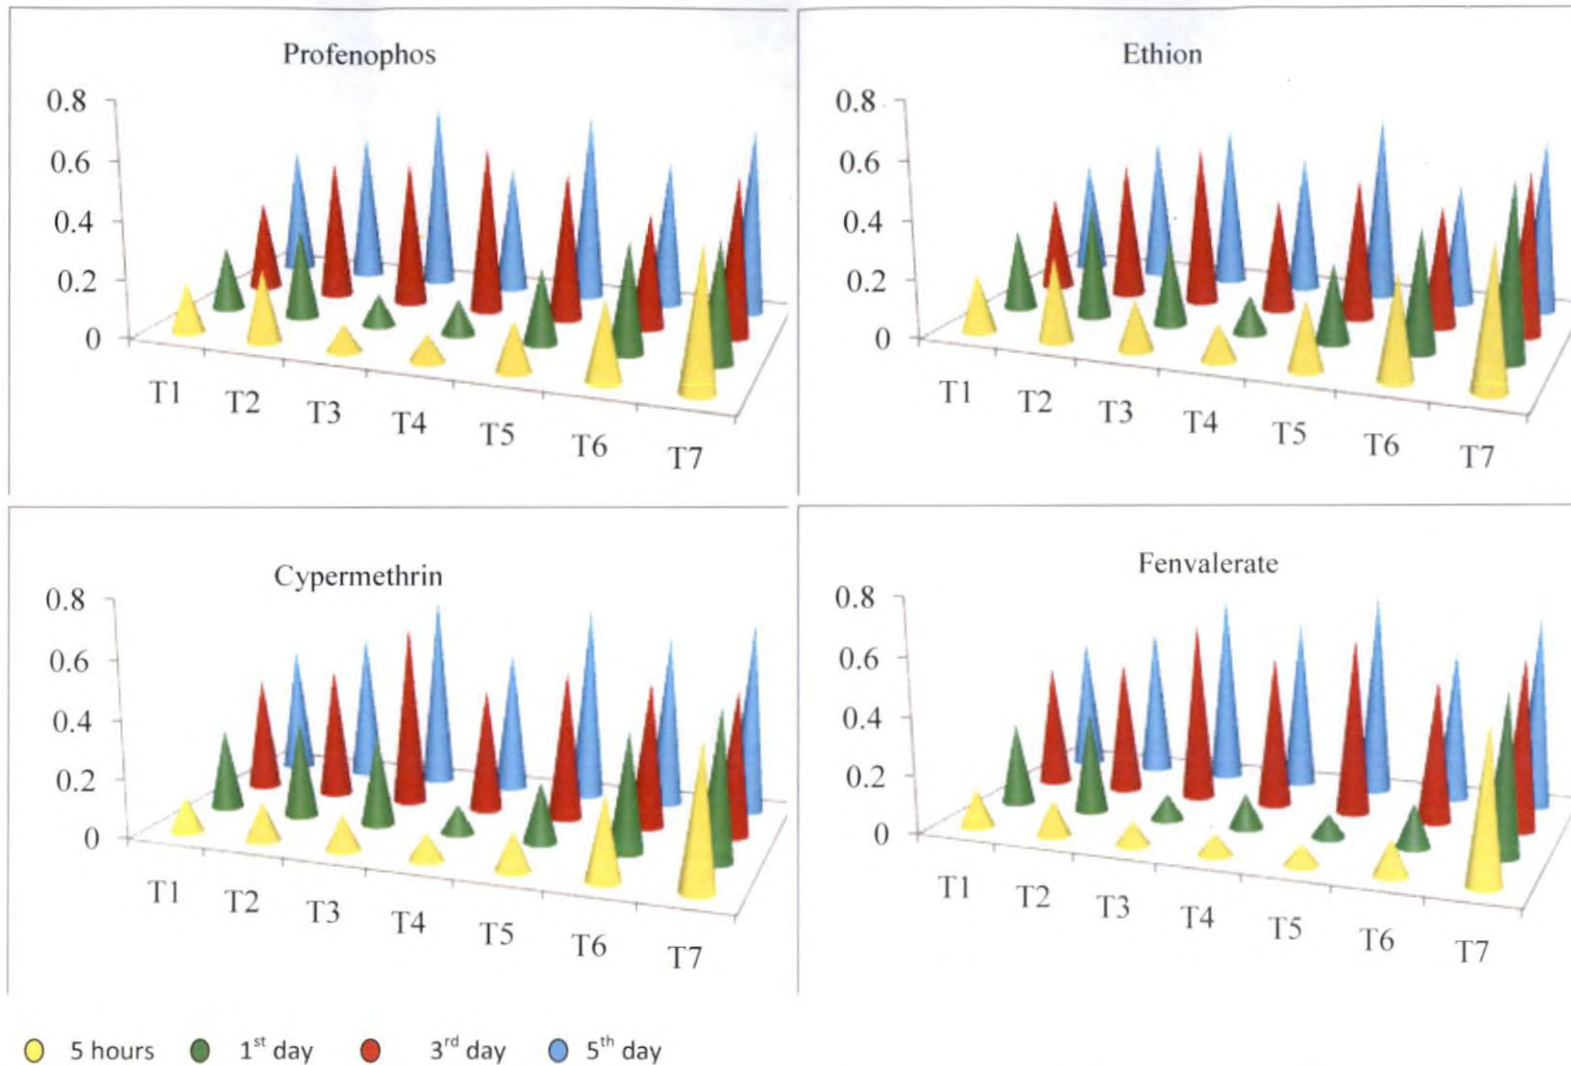 Profenophos
0.8
0.6
0.4
0.2
0
T1
T2
T3
T4
T5
T6
T7
Ethion
0.8
0.6
0.4
0.2
0
T1
T2
T3
T4
T5
T6
T7
Cypermethrin
0.8
0.6
0.4
0.2
0
T1
T2
T3
T4
T5
T6
T7
Fenvalerate
0.8
0.6
0.4
0.2
0
T1
T2
T3
T4
T5
T6
T7
5 hours 1st day 3rd day 5th day